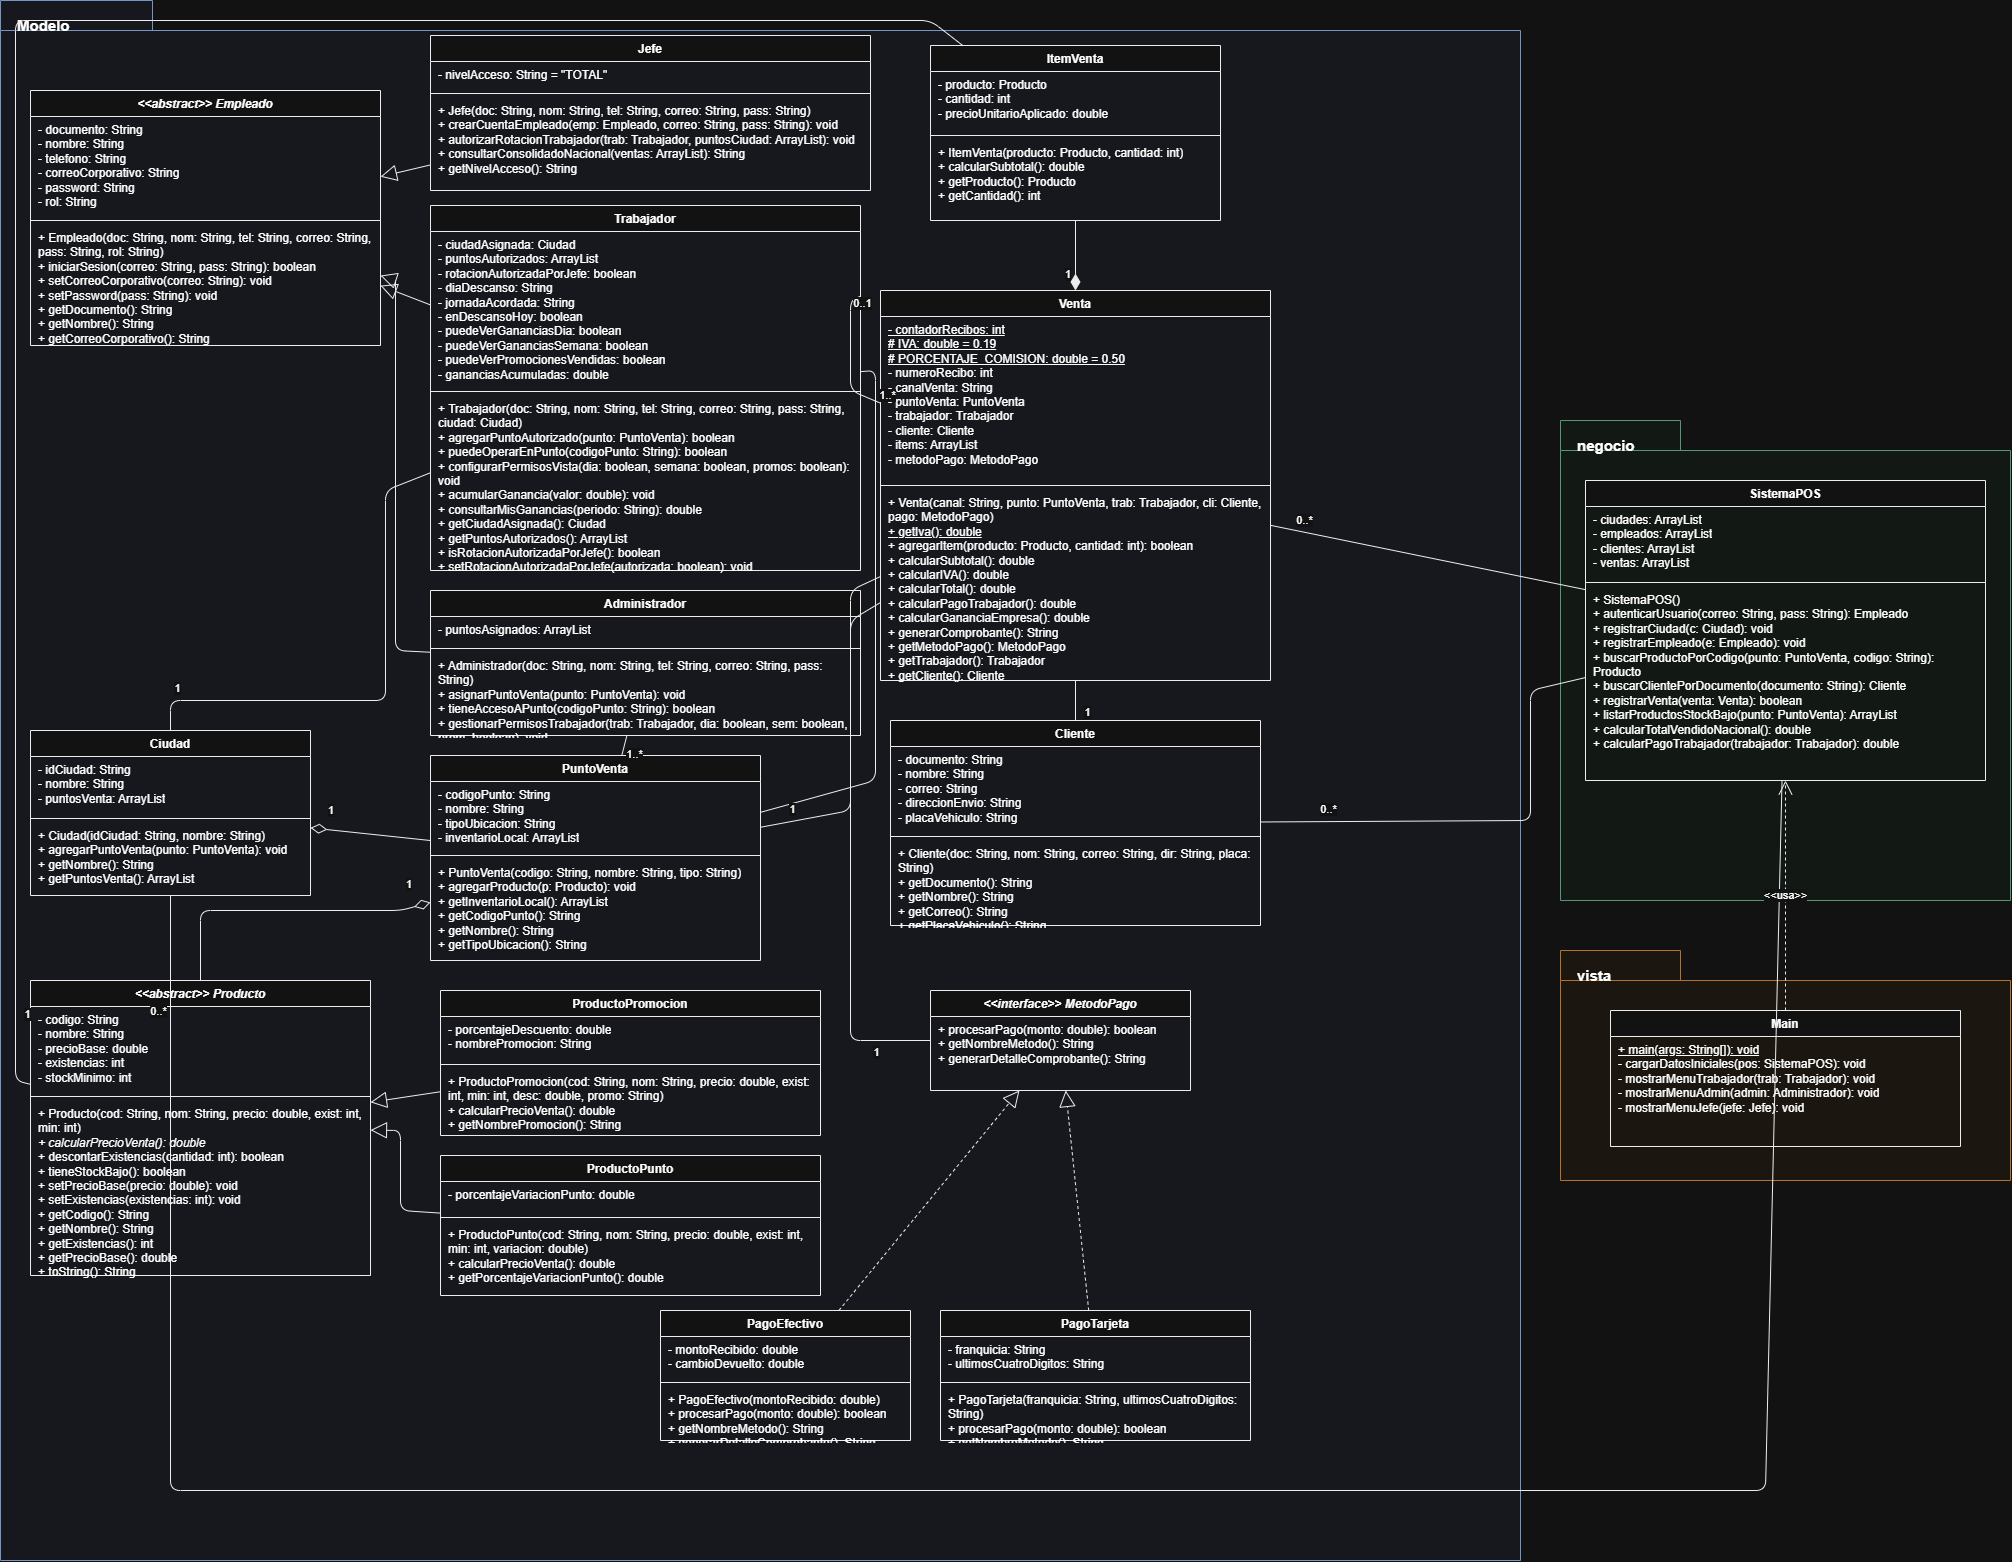 Modelo
Jefe
- nivelAcceso: String = "TOTAL"
+ Jefe(doc: String, nom: String, tel: String, correo: String, pass: String)
+ crearCuentaEmpleado(emp: Empleado, correo: String, pass: String): void
+ autorizarRotacionTrabajador(trab: Trabajador, puntosCiudad: ArrayList): void
+ consultarConsolidadoNacional(ventas: ArrayList): String
+ getNivelAcceso(): String
ItemVenta
- producto: Producto
- cantidad: int
- precioUnitarioAplicado: double
+ ItemVenta(producto: Producto, cantidad: int)
+ calcularSubtotal(): double
+ getProducto(): Producto
+ getCantidad(): int
<<abstract>> Empleado
- documento: String
- nombre: String
- telefono: String
- correoCorporativo: String
- password: String
- rol: String
+ Empleado(doc: String, nom: String, tel: String, correo: String,
pass: String, rol: String)
+ iniciarSesion(correo: String, pass: String): boolean
+ setCorreoCorporativo(correo: String): void
+ setPassword(pass: String): void
+ getDocumento(): String
+ getNombre(): String
+ getCorreoCorporativo(): String
Trabajador
- ciudadAsignada: Ciudad
- puntosAutorizados: ArrayList
- rotacionAutorizadaPorJefe: boolean
- diaDescanso: String
- jornadaAcordada: String
- enDescansoHoy: boolean
- puedeVerGananciasDia: boolean
- puedeVerGananciasSemana: boolean
- puedeVerPromocionesVendidas: boolean
- gananciasAcumuladas: double
+ Trabajador(doc: String, nom: String, tel: String, correo: String, pass: String,
ciudad: Ciudad)
+ agregarPuntoAutorizado(punto: PuntoVenta): boolean
+ puedeOperarEnPunto(codigoPunto: String): boolean
+ configurarPermisosVista(dia: boolean, semana: boolean, promos: boolean):
void
+ acumularGanancia(valor: double): void
+ consultarMisGanancias(periodo: String): double
+ getCiudadAsignada(): Ciudad
+ getPuntosAutorizados(): ArrayList
+ isRotacionAutorizadaPorJefe(): boolean
+ setRotacionAutorizadaPorJefe(autorizada: boolean): void
1
0..1
1..*
Venta
- contadorRecibos: int
# IVA: double = 0.19
# PORCENTAJE_COMISION: double = 0.50
- numeroRecibo: int
- canalVenta: String
- puntoVenta: PuntoVenta
- trabajador: Trabajador
- cliente: Cliente
- items: ArrayList
- metodoPago: MetodoPago
+ Venta(canal: String, punto: PuntoVenta, trab: Trabajador, cli: Cliente,
pago: MetodoPago)
+ getIva(): double
+ agregarItem(producto: Producto, cantidad: int): boolean
+ calcularSubtotal(): double
+ calcularIVA(): double
+ calcularTotal(): double
+ calcularPagoTrabajador(): double
+ calcularGananciaEmpresa(): double
+ generarComprobante(): String
+ getMetodoPago(): MetodoPago
+ getTrabajador(): Trabajador
+ getCliente(): Cliente
0..*
negocio
SistemaPOS
- ciudades: ArrayList
- empleados: ArrayList
- clientes: ArrayList
- ventas: ArrayList
+ SistemaPOS()
+ autenticarUsuario(correo: String, pass: String): Empleado
+ registrarCiudad(c: Ciudad): void
+ registrarEmpleado(e: Empleado): void
+ buscarProductoPorCodigo(punto: PuntoVenta, codigo: String):
Producto
+ buscarClientePorDocumento(documento: String): Cliente
+ registrarVenta(venta: Venta): boolean
+ listarProductosStockBajo(punto: PuntoVenta): ArrayList
+ calcularTotalVendidoNacional(): double
+ calcularPagoTrabajador(trabajador: Trabajador): double
Administrador
- puntosAsignados: ArrayList
+ Administrador(doc: String, nom: String, tel: String, correo: String, pass:
String)
+ asignarPuntoVenta(punto: PuntoVenta): void
+ tieneAccesoAPunto(codigoPunto: String): boolean
+ gestionarPermisosTrabajador(trab: Trabajador, dia: boolean, sem: boolean,
1
Ciudad
- idCiudad: String
- nombre: String
- puntosVenta: ArrayList
+ Ciudad(idCiudad: String, nombre: String)
+ agregarPuntoVenta(punto: PuntoVenta): void
+ getNombre(): String
+ getPuntosVenta(): ArrayList
1
1
1..*
PuntoVenta
- codigoPunto: String
- nombre: String
- tipoUbicacion: String
- inventarioLocal: ArrayList
+ PuntoVenta(codigo: String, nombre: String, tipo: String)
+ agregarProducto(p: Producto): void
+ getInventarioLocal(): ArrayList
+ getCodigoPunto(): String
+ getNombre(): String
+ getTipoUbicacion(): String
1
1
Cliente
- documento: String
- nombre: String
- correo: String
- direccionEnvio: String
- placaVehiculo: String
+ Cliente(doc: String, nom: String, correo: String, dir: String, placa:
String)
+ getDocumento(): String
+ getNombre(): String
+ getCorreo(): String
+ getPlacaVehiculo(): String
0..*
<<usa>>
vista
Main
+ main(args: String[]): void
- cargarDatosIniciales(pos: SistemaPOS): void
- mostrarMenuTrabajador(trab: Trabajador): void
- mostrarMenuAdmin(admin: Administrador): void
- mostrarMenuJefe(jefe: Jefe): void
<<abstract>> Producto
1
0..*
- codigo: String
- nombre: String
- precioBase: double
- existencias: int
- stockMinimo: int
+ Producto(cod: String, nom: String, precio: double, exist: int,
min: int)
+ calcularPrecioVenta(): double
+ descontarExistencias(cantidad: int): boolean
+ tieneStockBajo(): boolean
+ setPrecioBase(precio: double): void
+ setExistencias(existencias: int): void
+ getCodigo(): String
+ getNombre(): String
+ getExistencias(): int
+ getPrecioBase(): double
+ toString(): String
ProductoPromocion
- porcentajeDescuento: double
- nombrePromocion: String
+ ProductoPromocion(cod: String, nom: String, precio: double, exist:
int, min: int, desc: double, promo: String)
+ calcularPrecioVenta(): double
+ getNombrePromocion(): String
ProductoPunto
- porcentajeVariacionPunto: double
+ ProductoPunto(cod: String, nom: String, precio: double, exist: int,
min: int, variacion: double)
+ calcularPrecioVenta(): double
+ getPorcentajeVariacionPunto(): double
1
<<interface>> MetodoPago
+ procesarPago(monto: double): boolean
+ getNombreMetodo(): String
+ generarDetalleComprobante(): String
PagoEfectivo
- montoRecibido: double
- cambioDevuelto: double
+ PagoEfectivo(montoRecibido: double)
+ procesarPago(monto: double): boolean
+ getNombreMetodo(): String
+ generarDetalleComprobante(): String
PagoTarjeta
- franquicia: String
- ultimosCuatroDigitos: String
+ PagoTarjeta(franquicia: String, ultimosCuatroDigitos:
String)
+ procesarPago(monto: double): boolean
+ getNombreMetodo(): String